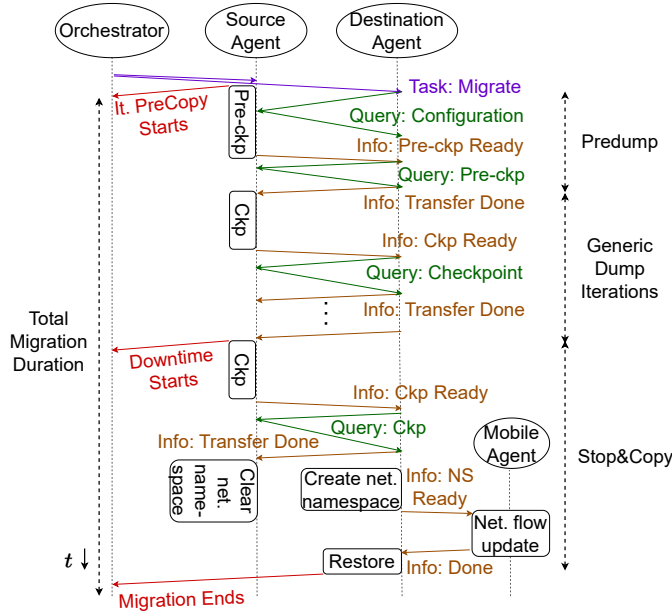 Orchestrator
Source
Agent
Destination
Agent
Task: Migrate
It. PreCopy
Starts
Pre-ckp
Query: Configuration
Predump
Info: Pre-ckp Ready
Query: Pre-ckp
Info: Transfer Done
Ckp
Info: Ckp Ready
Generic
Dump
Iterations
Query: Checkpoint
Info: Transfer Done
⋮
Total
Migration
Duration
Downtime
Starts
Ckp
Info: Ckp Ready
Query: Ckp
Info: Transfer Done
Mobile
Agent
Stop&Copy
Clear
net.
name-
space
Create net.
namespace
Info: NS
Ready
Net. flow
update
t ↓
Restore
Info: Done
Migration Ends